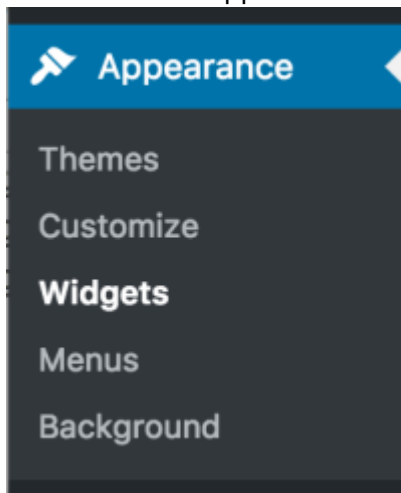 Appearance
Themes
Customize
Widgets
Menus
Background